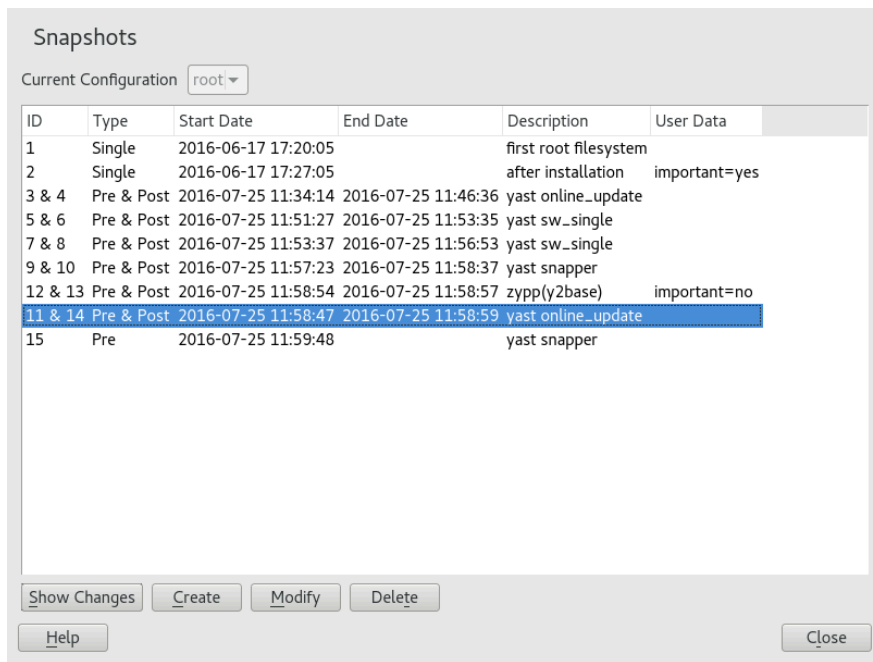 Snapshots
Current Configuration root
ID Type Start Date End Date Description User Data
1 Single 2016-06-17 17:20:05 first root filesystem
2 Single 2016-06-17 17:27:05 after installation important=yes
3 & 4 Pre & Post 2016-07-25 11:34:14 2016-07-25 11:46:36 yast online_update
5 & 6 Pre & Post 2016-07-25 11:51:27 2016-07-25 11:53:35 yast sw_single
7 & 8 Pre & Post 2016-07-25 11:53:37 2016-07-25 11:56:53 yast sw_single
9 & 10 Pre & Post 2016-07-25 11:57:23 2016-07-25 11:58:37 yast snapper
12 & 13 Pre & Post 2016-07-25 11:58:54 2016-07-25 11:58:57 zypp(y2base) important=no
11 & 14 Pre & Post 2016-07-25 11:58:47 2016-07-25 11:58:59 yast online_update
15 Pre 2016-07-25 11:59:48 yast snapper
Show Changes Create Modify Delete
Help Close